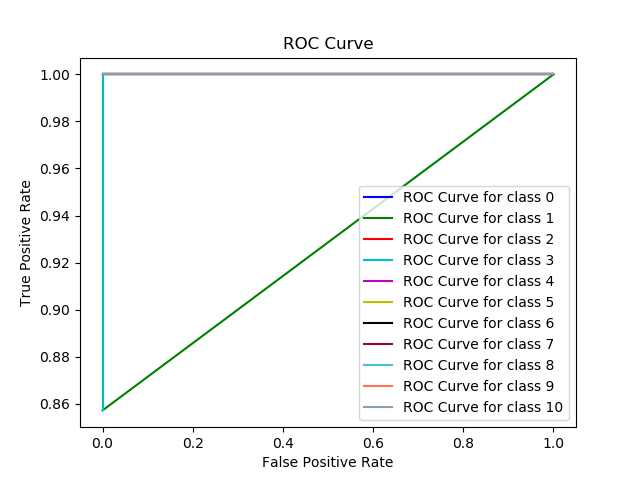 ROC Curve
True Positive Rate
1.00
0.98
0.96
0.94
0.92
0.90
0.88
0.86
ROC Curve for class 0
ROC Curve for class 1
ROC Curve for class 2
ROC Curve for class 3
ROC Curve for class 4
ROC Curve for class 5
ROC Curve for class 6
ROC Curve for class 7
ROC Curve for class 8
ROC Curve for class 9
ROC Curve for class 10
0.0 0.2 0.4 0.6 0.8 1.0
False Positive Rate